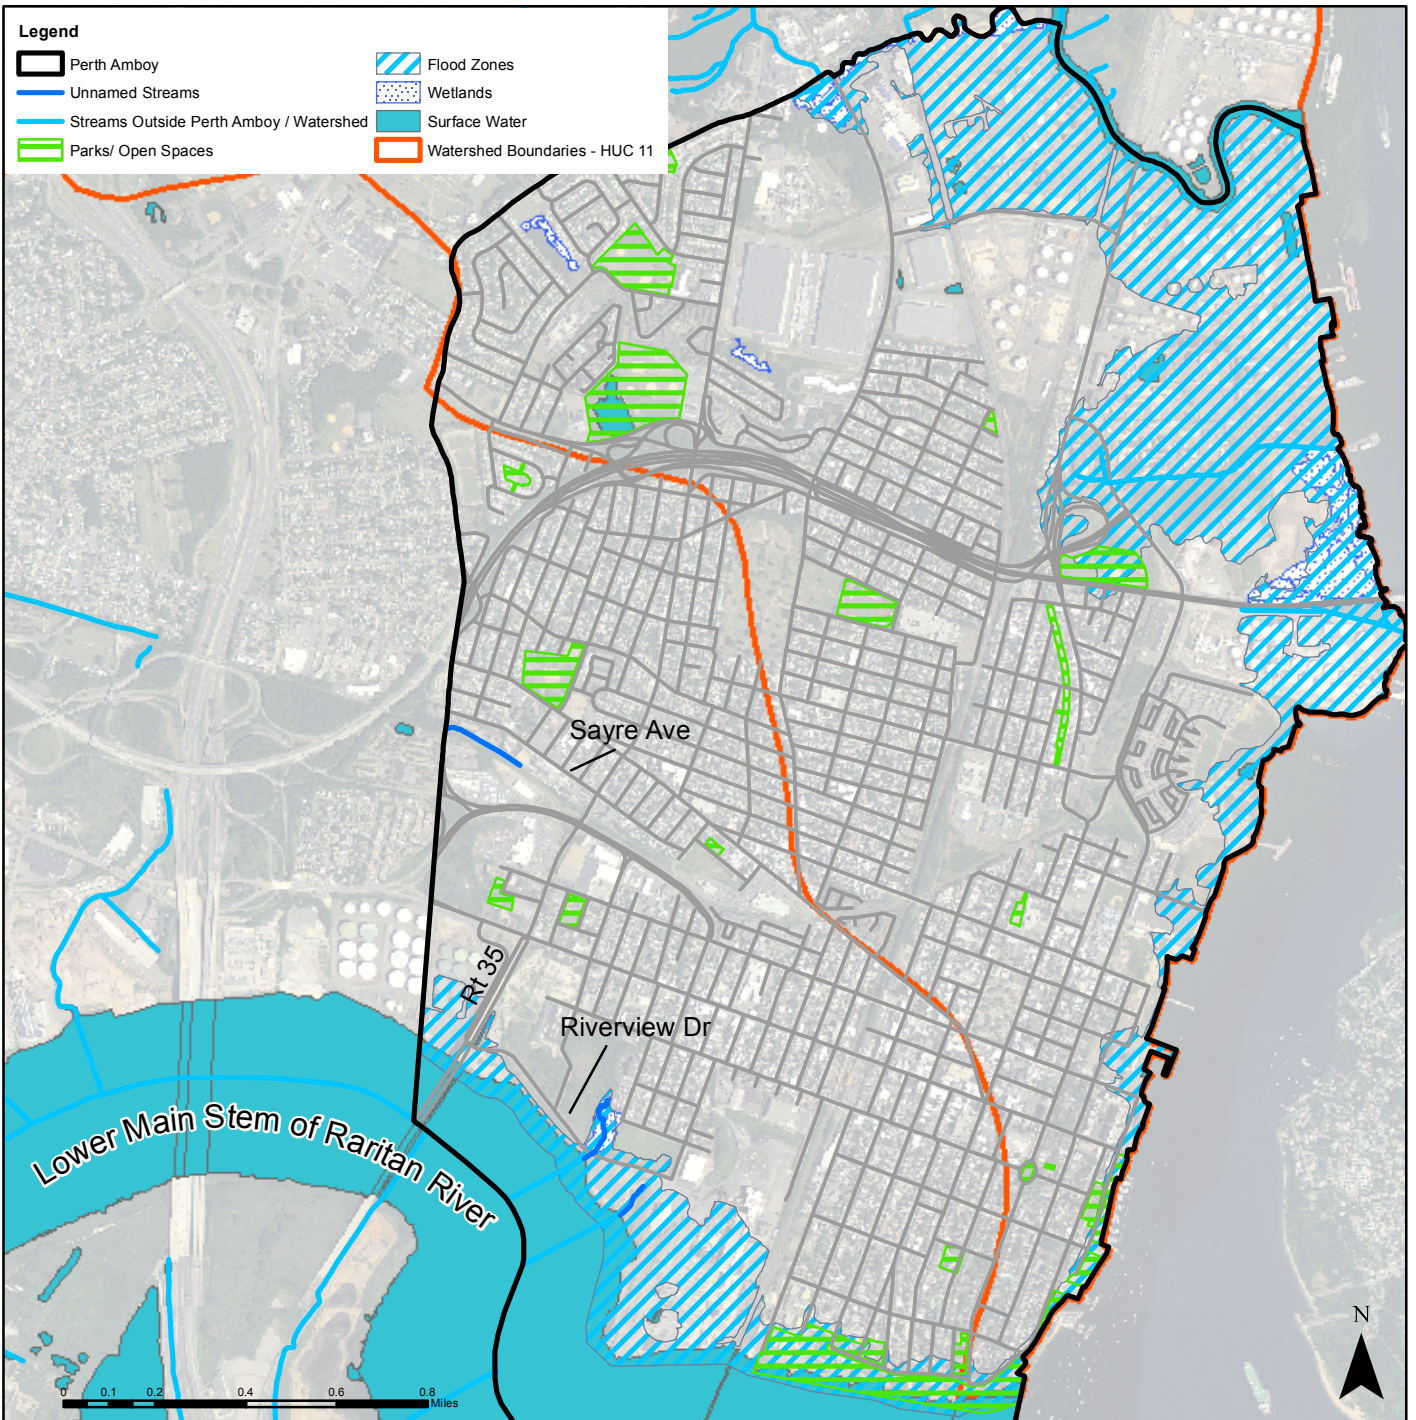 Legend
Perth Amboy
Unnamed Streams
Streams Outside Perth Amboy / Watershed
Parks/ Open Spaces
Flood Zones
Wetlands
Surface Water
Watershed Boundaries - HUC 11
Sayre Ave
Rt 35
Riverview Dr
Lower Main Stem of Raritan River
N
0 0.1 0.2 0.4 0.6 0.8
Miles